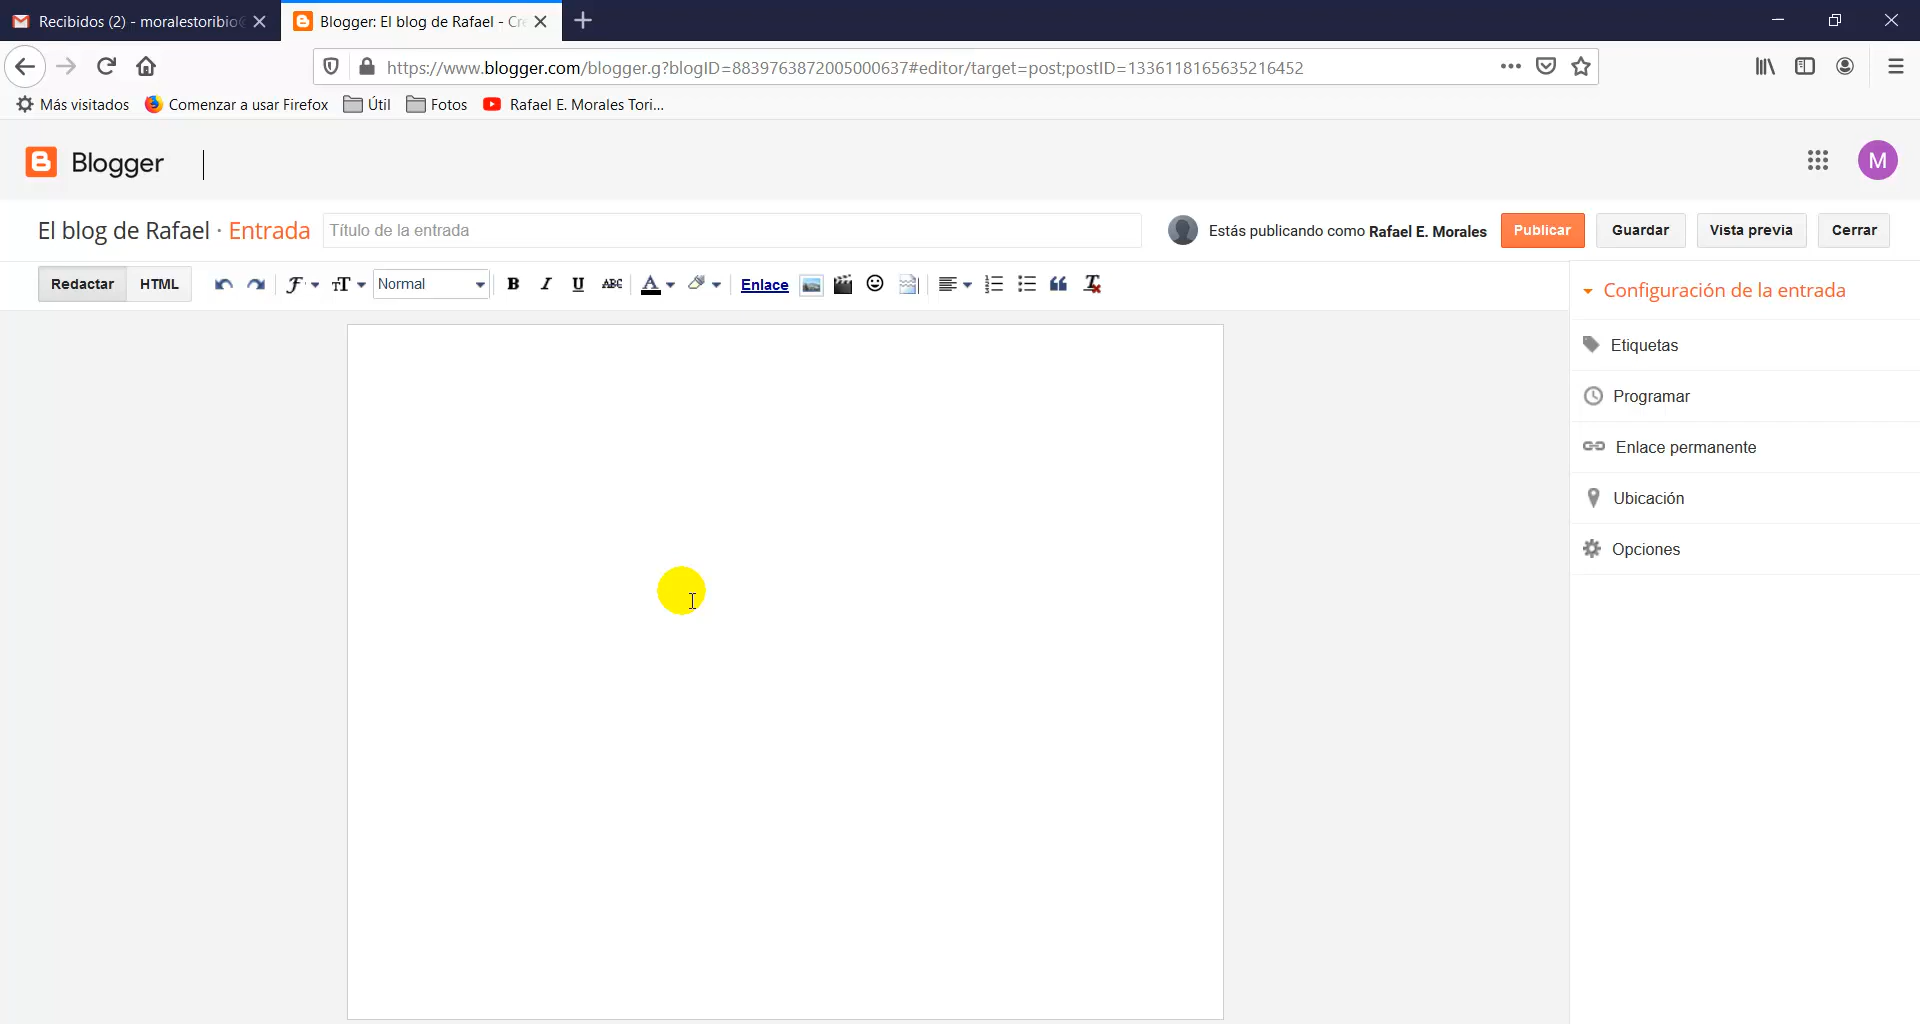 Recibidos (2) - moralestoribio
Blogger: El blog de Rafael - Cre
https://www.blogger.com/blogger.g?blogID=8839763872005000637#editor/target=post;postID=1336118165635216452
Más visitados Comenzar a usar Firefox Útil Fotos Rafael E. Morales Tori...
Blogger M
El blog de Rafael · Entrada Título de la entrada Estás publicando como Rafael E. Morales Publicar Guardar Vista previa Cerrar
Redactar HTML Normal B I U ABC A Enlace
Configuración de la entrada
Etiquetas
Programar
Enlace permanente
Ubicación
Opciones